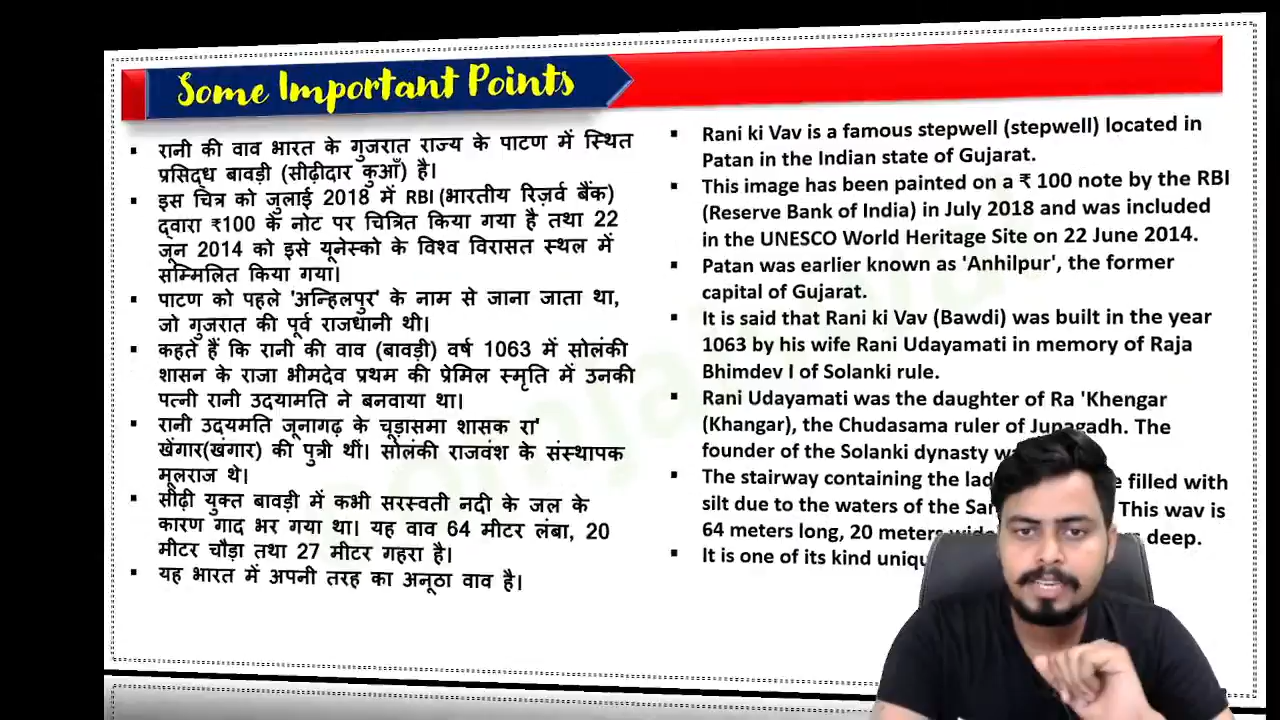 Some Important Points
रानी की वाव भारत के गुजरात राज्य के पाटण में स्थित
प्रसिद्ध बावड़ी (सीढ़ीदार कुआँ) है।
इस चित्र को जुलाई 2018 में RBI (भारतीय रिज़र्व बैंक)
द्वारा ₹100 के नोट पर चित्रित किया गया है तथा 22
जून 2014 को इसे यूनेस्को के विश्व विरासत स्थल में
सम्मिलित किया गया।
पाटण को पहले 'अन्हिलपुर' के नाम से जाना जाता था,
जो गुजरात की पूर्व राजधानी थी।
कहते हैं कि रानी की वाव (बावड़ी) वर्ष 1063 में सोलंकी
शासन के राजा भीमदेव प्रथम की प्रेमिल स्मृति में उनकी
पत्नी रानी उदयामति ने बनवाया था।
रानी उदयमति जूनागढ़ के चूड़ासमा शासक रा'
खेंगार(खंगार) की पुत्री थीं। सोलंकी राजवंश के संस्थापक
मूलराज थे।
सीढ़ी युक्त बावड़ी में कभी सरस्वती नदी के जल के
कारण गाद भर गया था। यह वाव 64 मीटर लंबा, 20
मीटर चौड़ा तथा 27 मीटर गहरा है।
यह भारत में अपनी तरह का अनूठा वाव है।
Rani ki Vav is a famous stepwell (stepwell) located in
Patan in the Indian state of Gujarat.
This image has been painted on a ₹ 100 note by the RBI
(Reserve Bank of India) in July 2018 and was included
in the UNESCO World Heritage Site on 22 June 2014.
Patan was earlier known as 'Anhilpur', the former
capital of Gujarat.
It is said that Rani ki Vav (Bawdi) was built in the year
1063 by his wife Rani Udayamati in memory of Raja
Bhimdev I of Solanki rule.
Rani Udayamati was the daughter of Ra 'Khengar
(Khangar), the Chudasama ruler of Junagadh. The
founder of the Solanki dynasty
The stairway containing the filled with
silt due to the waters of the This wav is
64 meters long, 20 meters deep.
It is one of its kind